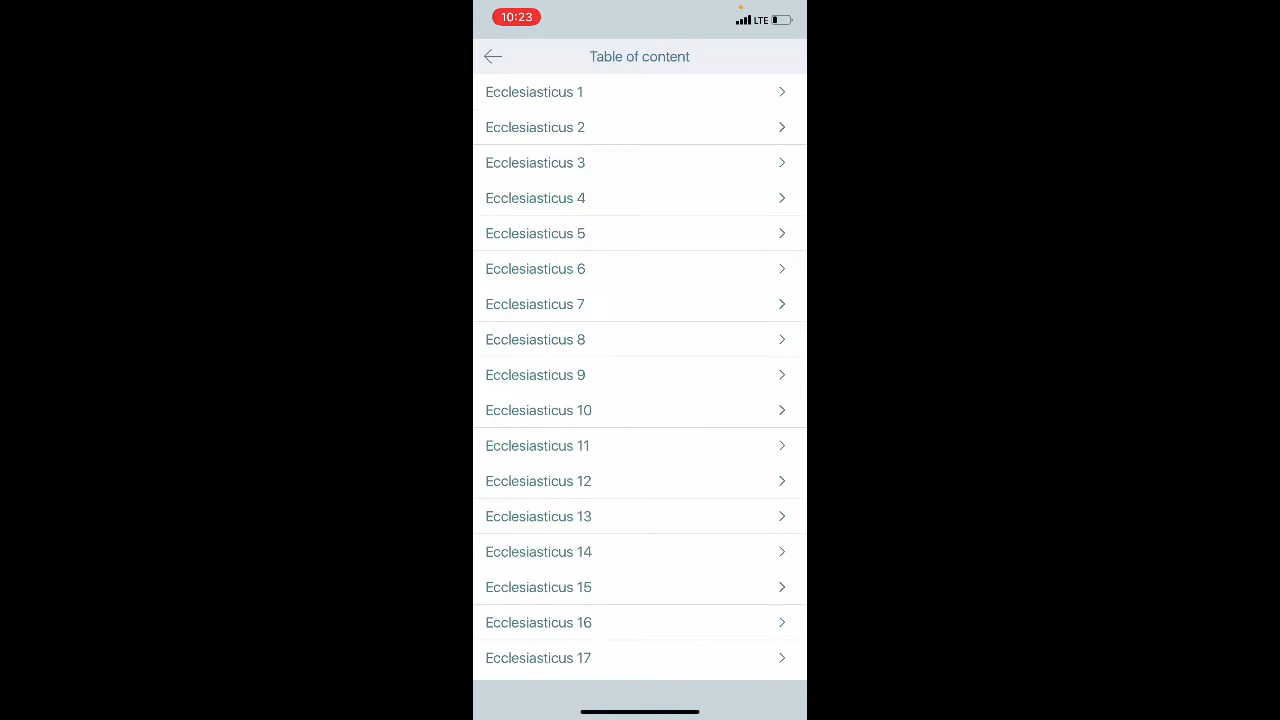 10:23
LTE
Table of content
Ecclesiasticus 1
Ecclesiasticus 2
Ecclesiasticus 3
Ecclesiasticus 4
Ecclesiasticus 5
Ecclesiasticus 6
Ecclesiasticus 7
Ecclesiasticus 8
Ecclesiasticus 9
Ecclesiasticus 10
Ecclesiasticus 11
Ecclesiasticus 12
Ecclesiasticus 13
Ecclesiasticus 14
Ecclesiasticus 15
Ecclesiasticus 16
Ecclesiasticus 17